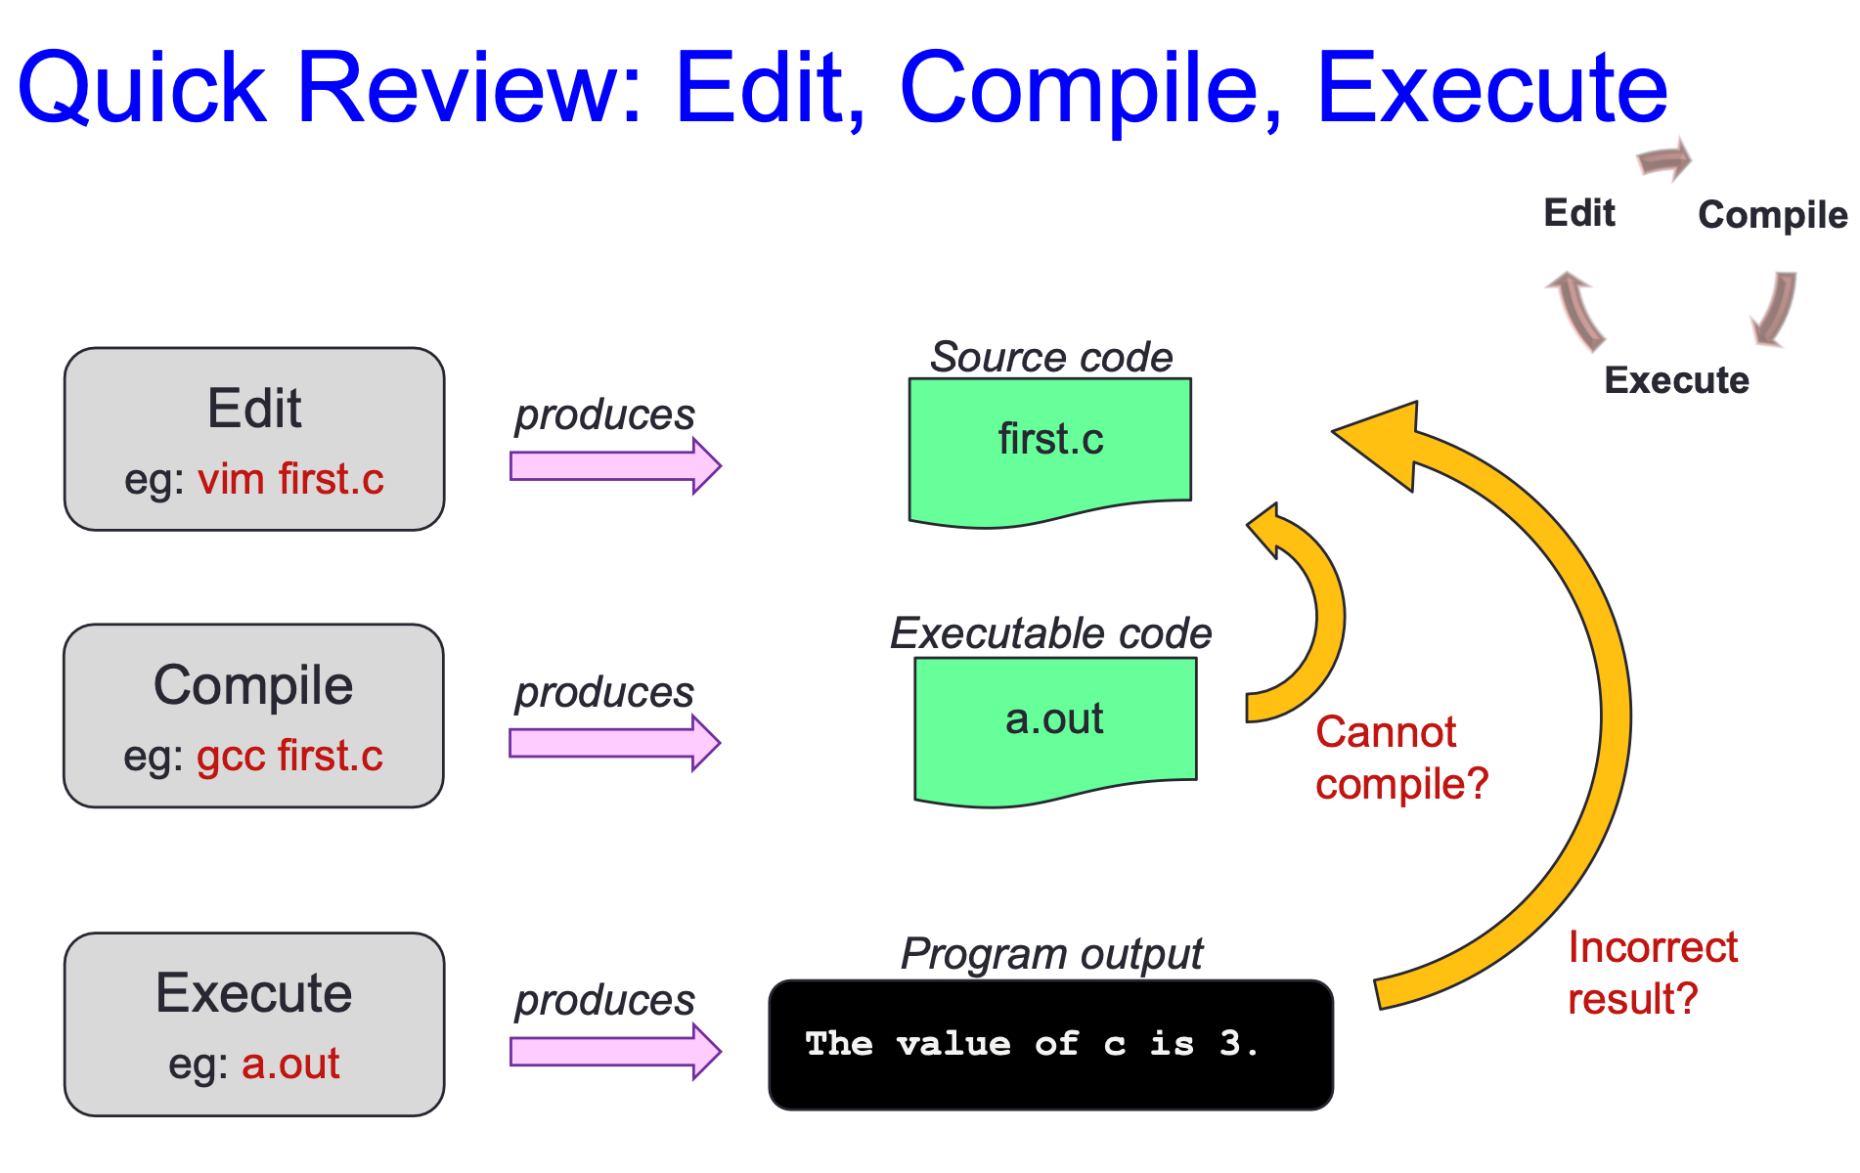 Quick Review: Edit, Compile, Execute
Edit
Compile
Execute
Edit
eg: vim first.c
produces
Source code
first.c
Compile
eg: gcc first.c
produces
Executable code
a.out
Cannot
compile?
Execute
eg: a.out
produces
Program output
The value of c is 3.
Incorrect
result?